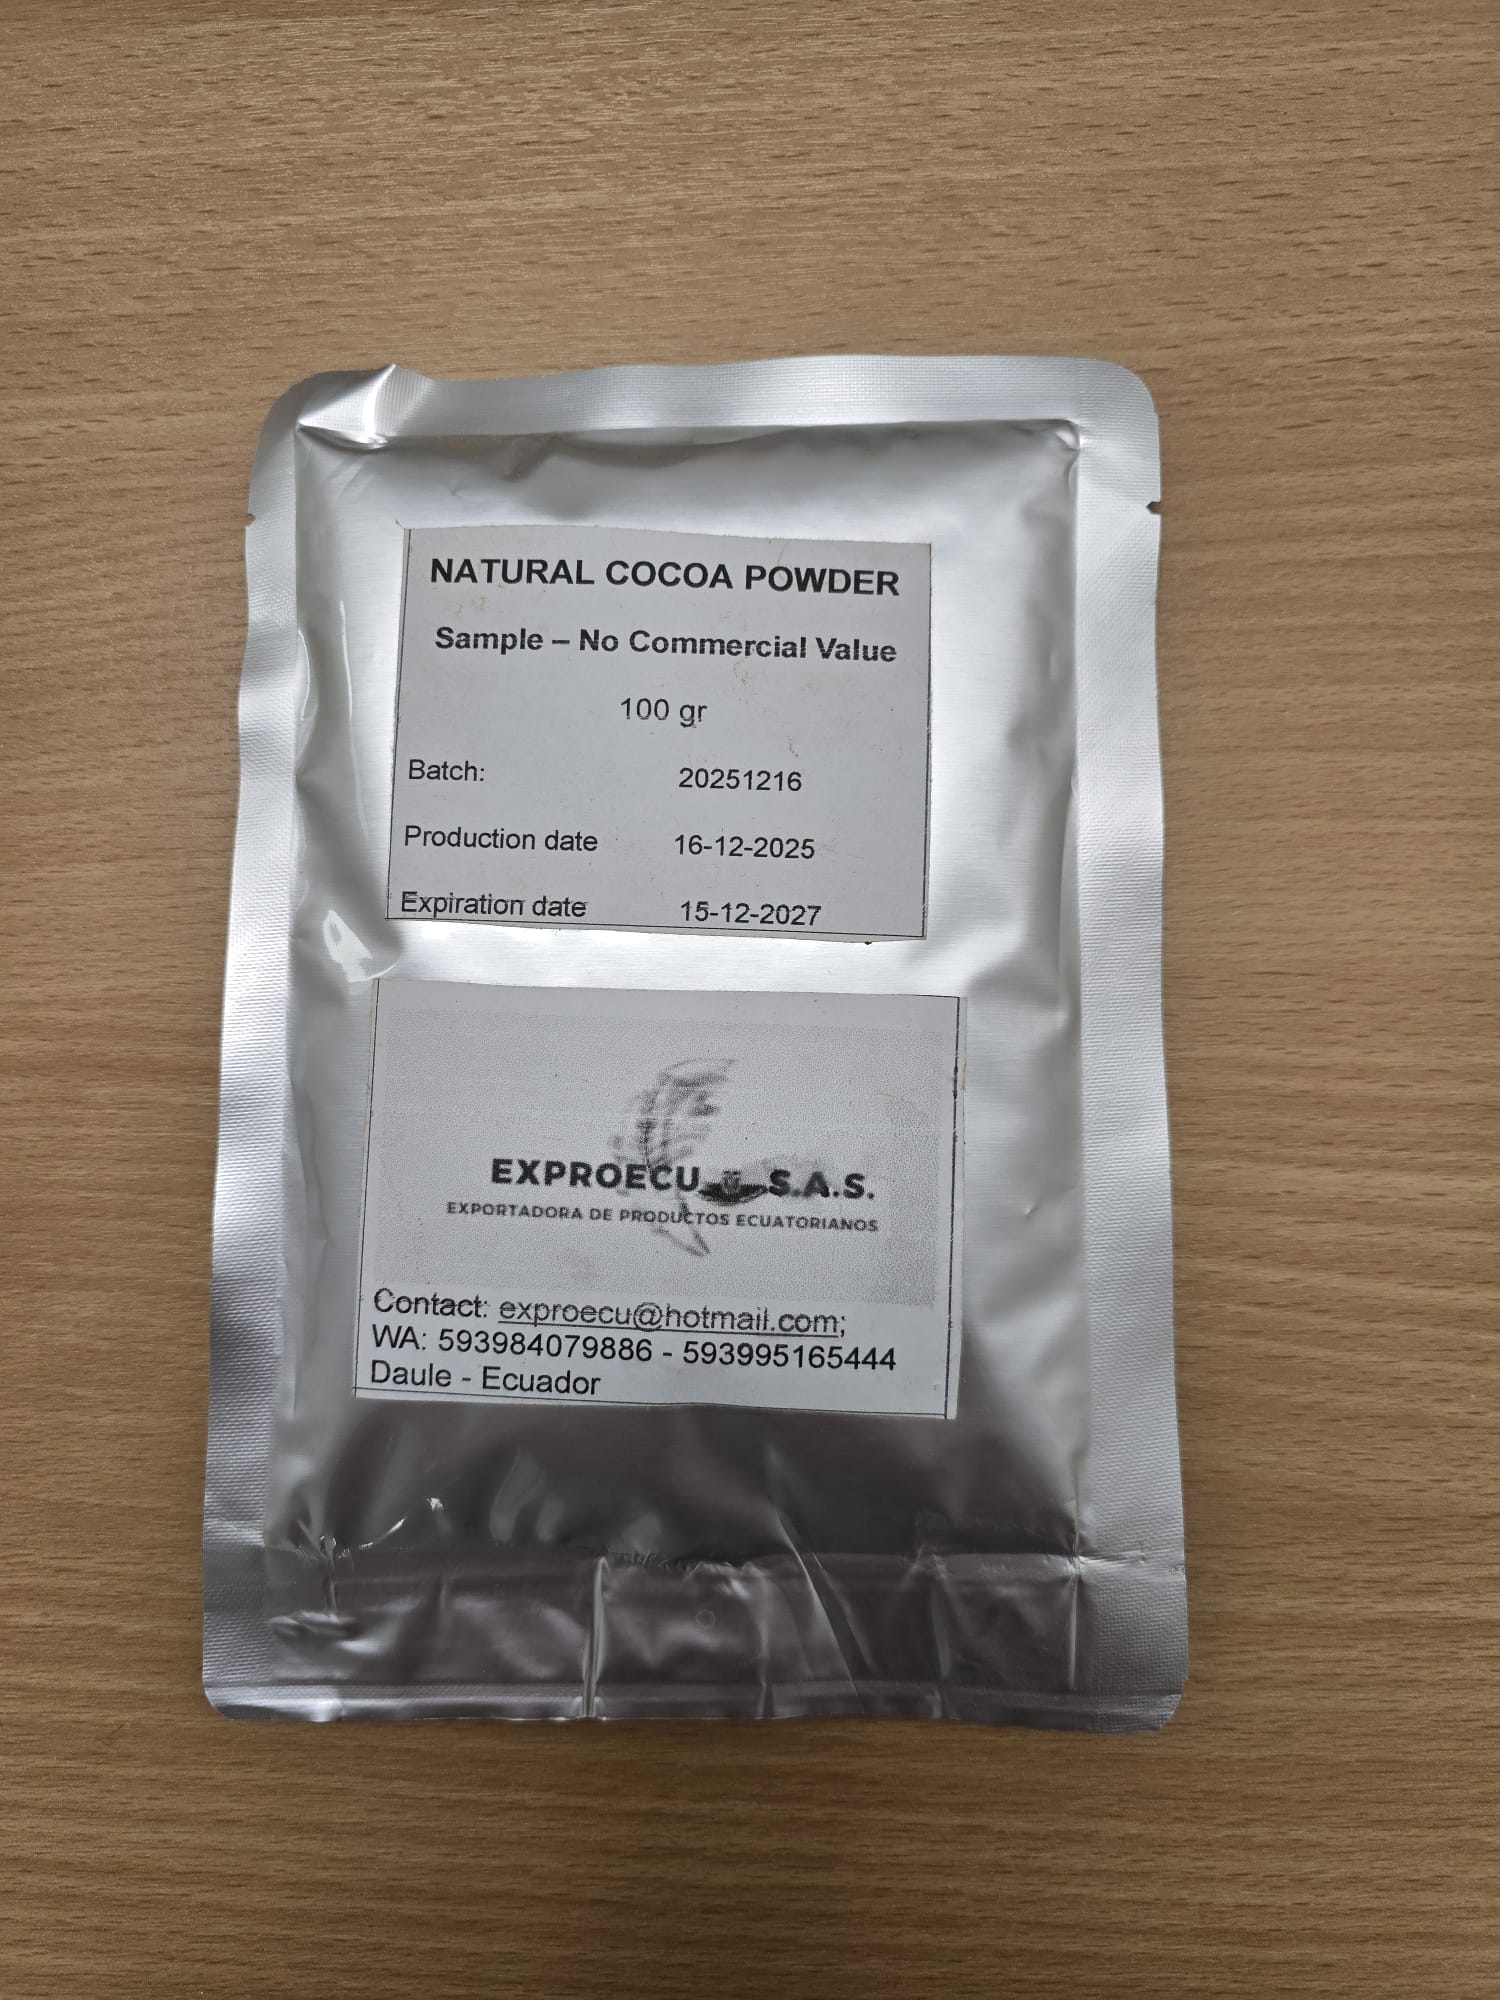 NATURAL COCOA POWDER
Sample – No Commercial Value
100 gr
Batch: 20251216
Production date 16-12-2025
Expiration date 15-12-2027
EXPROECU S.A.S.
EXPORTADORA DE PRODUCTOS ECUATORIANOS
Contact: exproecu@hotmail.com;
WA: 593984079886 - 593995165444
Daule - Ecuador